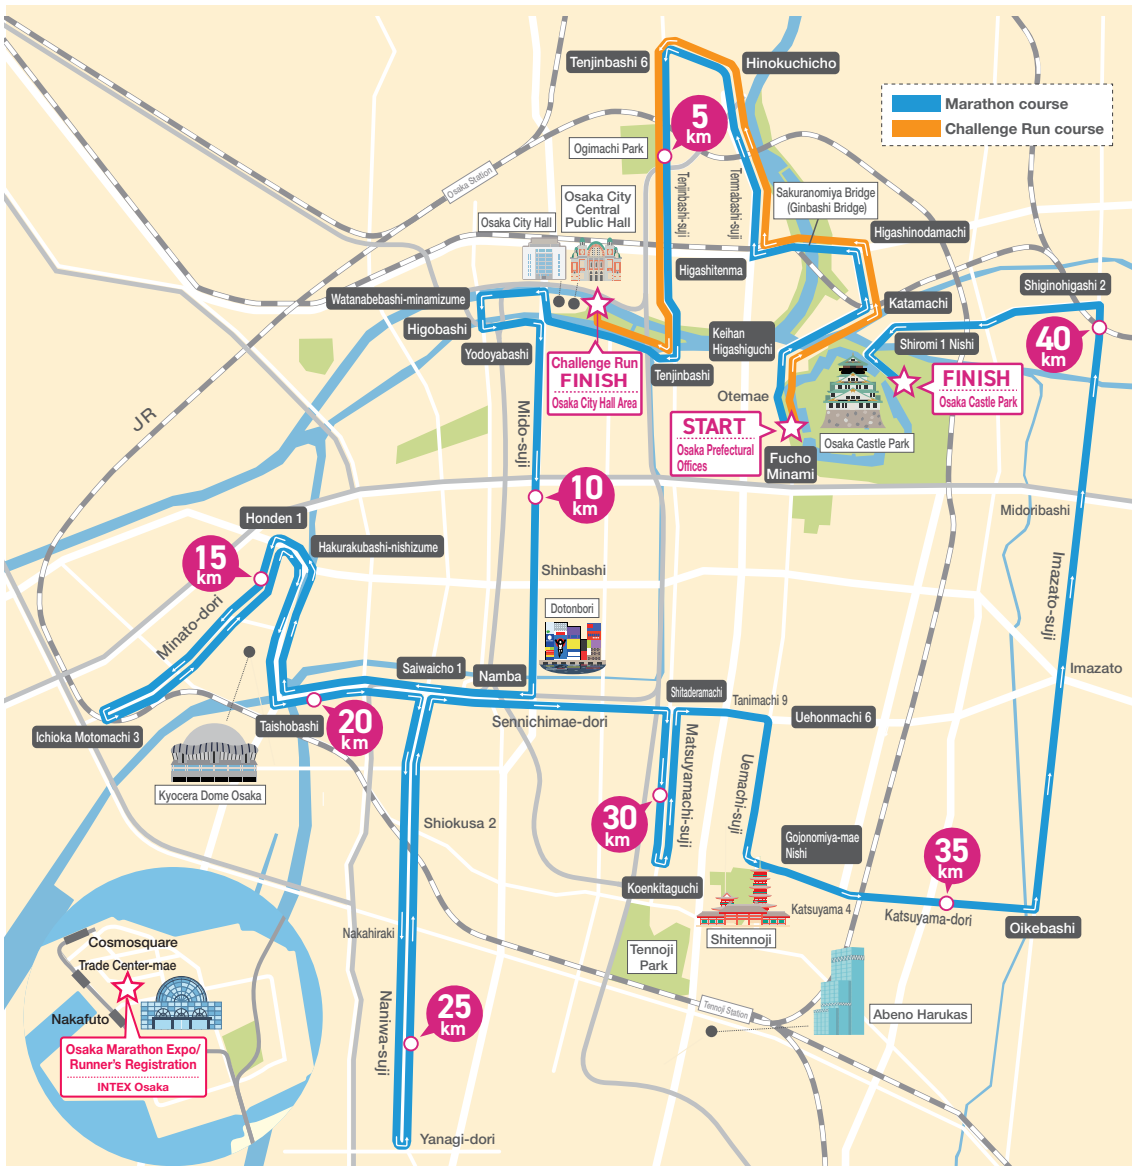 Tenjinbashi 6
Hinokuchicho
Marathon course
Challenge Run course
5
km
Ogimachi Park
Osaka Station
Tenjinbashi-suji
Tenmabashi-suji
Sakuranomiya Bridge
(Ginbashi Bridge)
Osaka City
Central
Public Hall
Osaka City Hall
Higashinodamachi
Higashitenma
Shiginohigashi 2
Watanabebashi-minamizume
Katamachi
Higobashi
Keihan
Higashiguchi
Shiromi 1 Nishi
40
km
Yodoyabashi
Challenge Run
FINISH
Osaka City Hall Area
Tenjinbashi
FINISH
Osaka Castle Park
Otemae
JR
Mido-suji
START
Osaka Prefectural
Offices
Osaka Castle Park
Fucho
Minami
10
km
Midoribashi
Honden 1
Hakurakubashi-nishizume
15
km
Shinbashi
Imazato-suji
Minato-dori
Dotonbori
Saiwaicho 1
Namba
Imazato
Shitaderamachi
Tanimachi 9
Uehonmachi 6
Sennichimae-dori
Ichioka Motomachi 3
Taishobashi
20
km
Matsuyamachi-suji
Uemachi-suji
Kyocera Dome Osaka
Shiokusa 2
30
km
Gojonomiya-mae
Nishi
35
km
Koenkitaguchi
Katsuyama 4
Katsuyama-dori
Oikebashi
Nakahiraki
Shitennoji
Tennoji
Park
Cosmosquare
Trade Center-mae
Nakafuto
Naniwa-suji
25
km
Tennoji Station
Abeno Harukas
Osaka Marathon Expo/
Runner's Registration
INTEX Osaka
Yanagi-dori